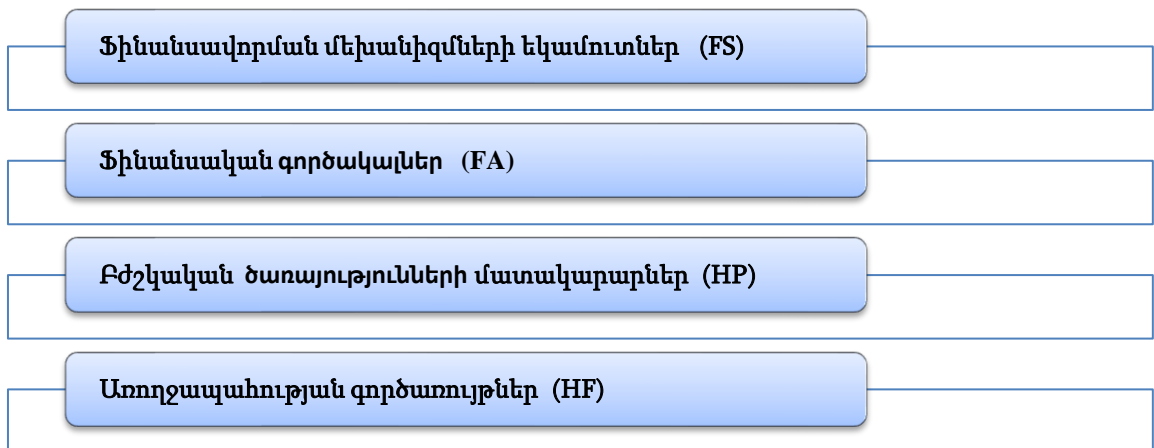 Ֆինանսավորման մեխանիզմների եկամուտներ (FS)
Ֆինանսական գործակալներ (FA)
Բժշկական ծառայությունների մատակարարներ (HP)
Առողջապահության գործառույթներ (HF)